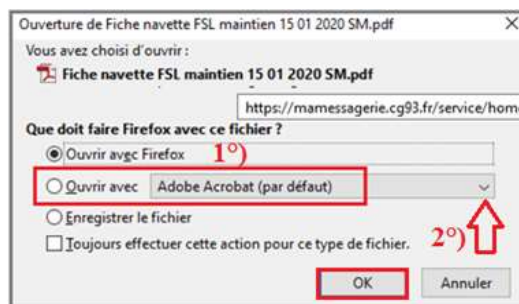 Ouverture de Fiche navette FSL maintien 15 01 2020 SM.pdf
Vous avez choisi d'ouvrir :
Fiche navette FSL maintien 15 01 2020 SM.pdf
https://mamessagerie.cg93.fr/service/hom
Que doit faire Firefox avec ce fichier ?
Ouvrir avec Firefox 1°)
Ouvrir avec Adobe Acrobat (par défaut)
Enregistrer le fichier
Toujours effectuer cette action pour ce type de fichier. 2°)
OK Annuler